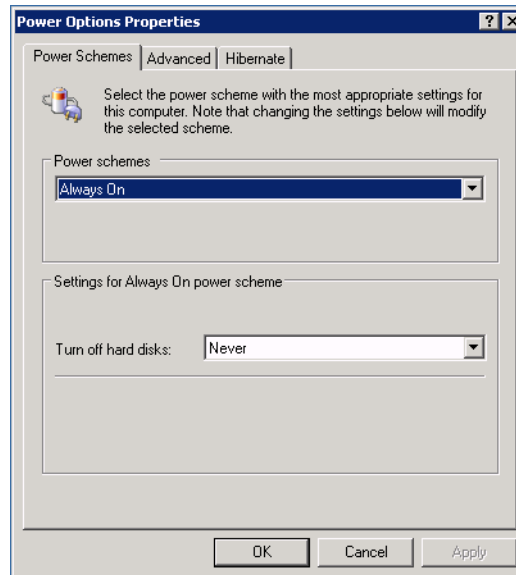 Power Options Properties
Power Schemes
Advanced
Hibernate
Select the power scheme with the most appropriate settings for
this computer. Note that changing the settings below will modify
the selected scheme.
Power schemes
Always On
Settings for Always On power scheme
Turn off hard disks:
Never
OK
Cancel
Apply